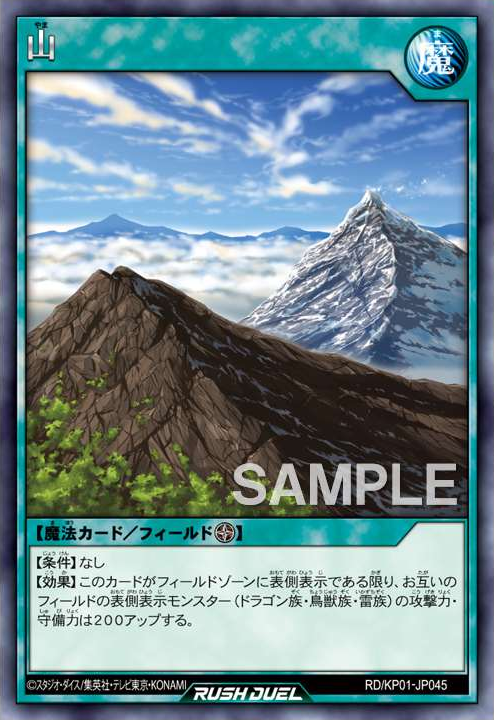 やま
山
ま
魔
SAMPLE
【魔法カード／フィールド】
【条件】なし
【効果】このカードがフィールドゾーンに表側表示である限り、お互いの
フィールドの表側表示モンスター（ドラゴン族・鳥獣族・雷族）の攻撃力・
守備力は200アップする。
©スタジオ・ダイス/集英社・テレビ東京・KONAMI
RUSH DUEL
RD/KP01-JP045